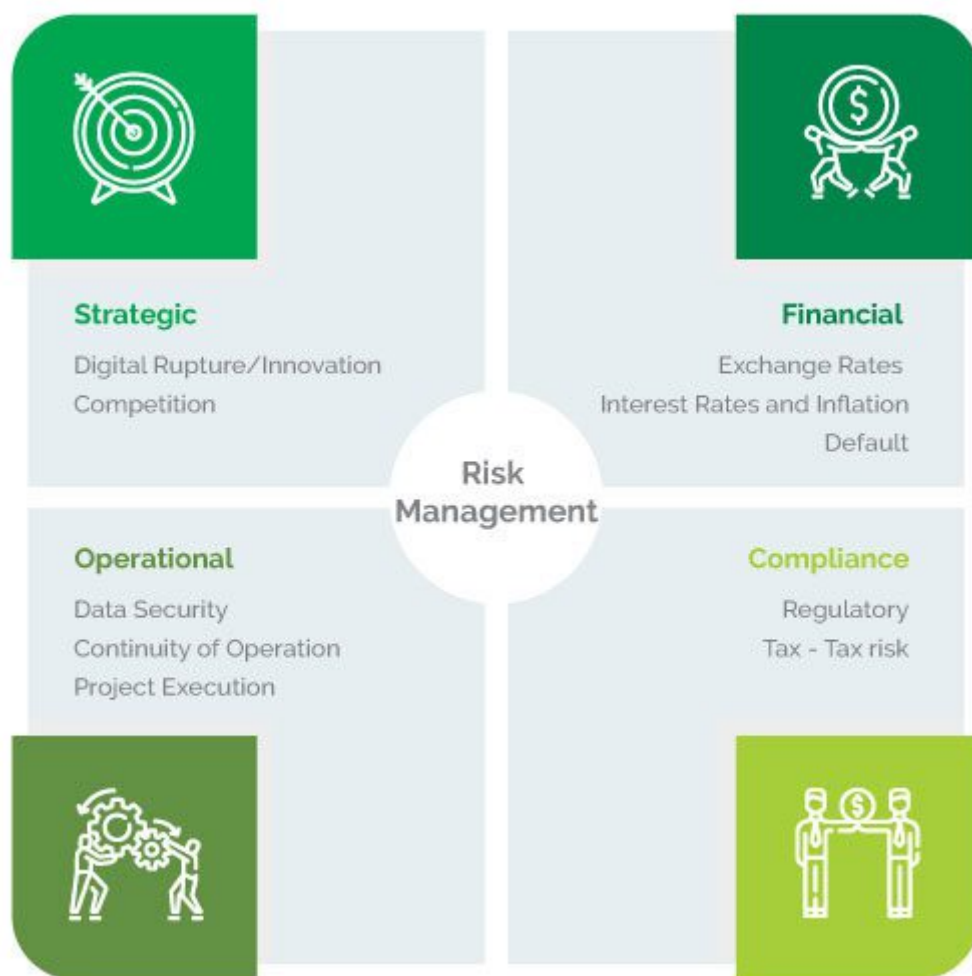 Strategic
Digital Rupture/Innovation
Competition
Financial
Exchange Rates
Interest Rates and Inflation
Default
Risk
Management
Operational
Data Security
Continuity of Operation
Project Execution
Compliance
Regulatory
Tax - Tax risk
$
$